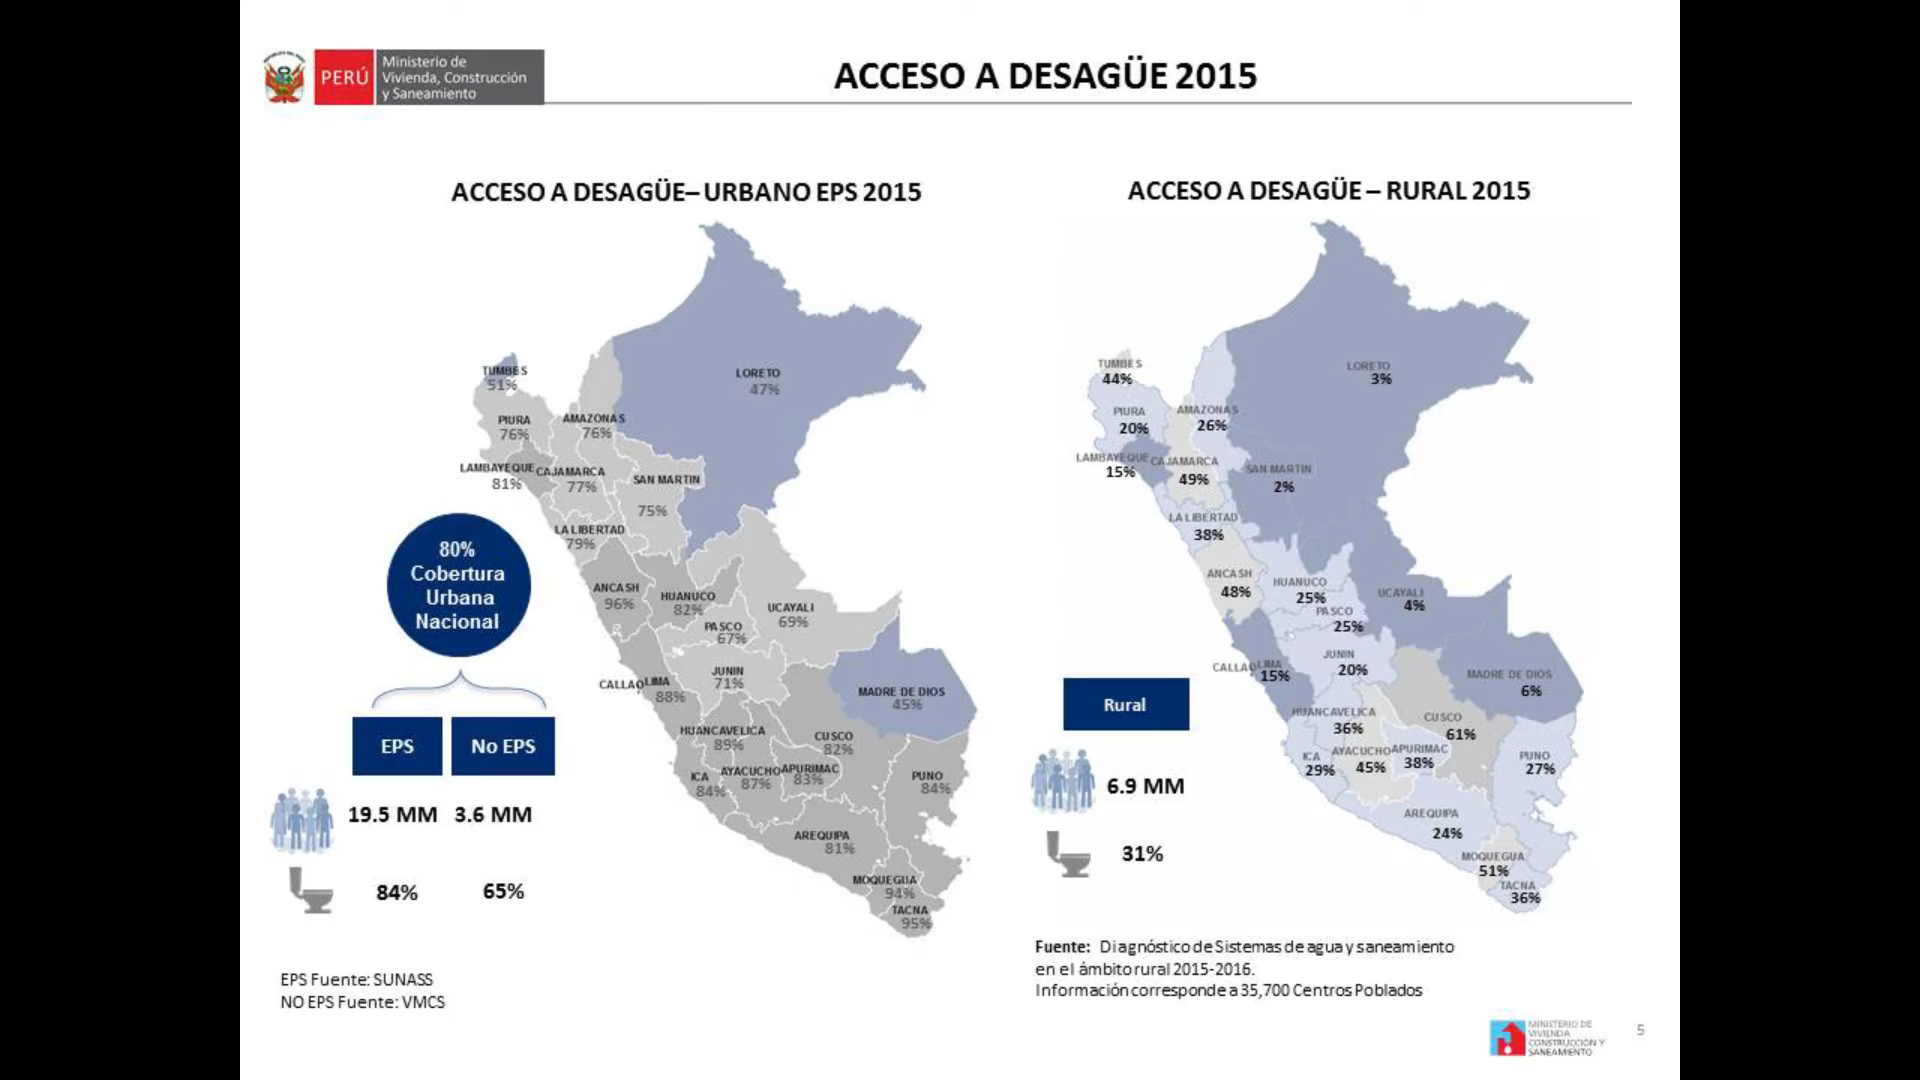 PERÚ
Ministerio de
Vivienda, Construcción
y Saneamiento
ACCESO A DESAGÜE 2015
ACCESO A DESAGÜE– URBANO EPS 2015
TUMBES
51%
LORETO
47%
PIURA
76%
AMAZONAS
76%
LAMBAYEQUE
81%
CAJAMARCA
77%
SAN MARTIN
75%
LA LIBERTAD
79%
ANCASH
96%
HUANUCO
82%
UCAYALI
69%
PASCO
67%
JUNIN
71%
CALLAO
LIMA
88%
MADRE DE DIOS
45%
HUANCAVELICA
89%
CUSCO
82%
ICA
84%
AYACUCHO
87%
APURIMAC
83%
PUNO
84%
AREQUIPA
81%
MOQUEGUA
94%
TACNA
95%
80%
Cobertura
Urbana
Nacional
EPS
No EPS
19.5 MM
3.6 MM
84%
65%
EPS Fuente: SUNASS
NO EPS Fuente: VMCS
ACCESO A DESAGÜE – RURAL 2015
TUMBES
44%
LORETO
3%
PIURA
20%
AMAZONAS
26%
LAMBAYEQUE
15%
CAJAMARCA
49%
SAN MARTIN
2%
LA LIBERTAD
38%
ANCASH
48%
HUANUCO
25%
UCAYALI
4%
PASCO
25%
JUNIN
20%
CALLAO
LIMA
15%
MADRE DE DIOS
6%
HUANCAVELICA
36%
CUSCO
61%
ICA
29%
AYACUCHO
45%
APURIMAC
38%
PUNO
27%
AREQUIPA
24%
MOQUEGUA
51%
TACNA
36%
Rural
6.9 MM
31%
Fuente: Diagnóstico de Sistemas de agua y saneamiento
en el ámbito rural 2015-2016.
Información corresponde a 35,700 Centros Poblados
MINISTERIO DE
VIVIENDA
CONSTRUCCIÓN Y
SANEAMIENTO
5